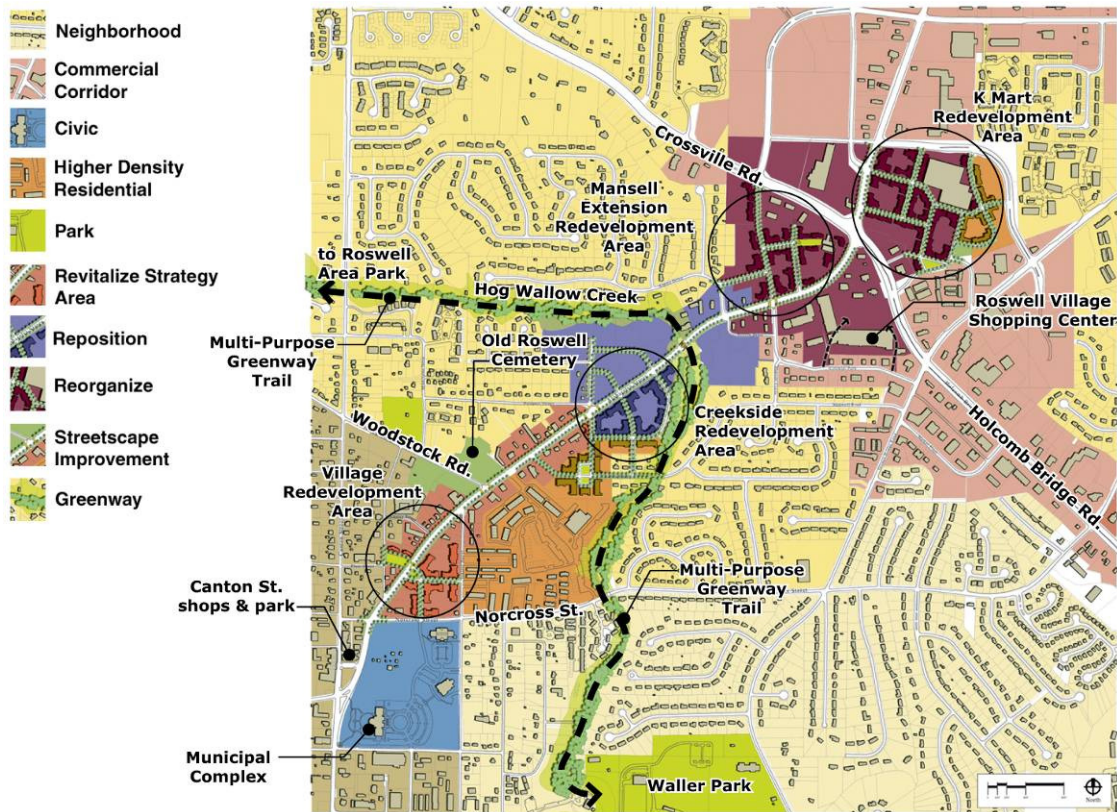 Neighborhood
Commercial
Corridor
Civic
Higher Density
Residential
Park
Revitalize Strategy
Area
Reposition
Reorganize
Streetscape
Improvement
Greenway
K Mart
Redevelopment
Area
Crossville Rd.
Mansell
Extension
Redevelopment
Area
to Roswell
Area Park
Hog Wallow Creek
Roswell Village
Shopping Center
Multi-Purpose
Greenway
Trail
Old Roswell
Cemetery
Creekside
Redevelopment
Area
Holcomb Bridge Rd.
Woodstock Rd.
Village
Redevelopment
Area
Multi-Purpose
Greenway
Trail
Canton St.
shops & park
Norcross St.
Municipal
Complex
Waller Park
North